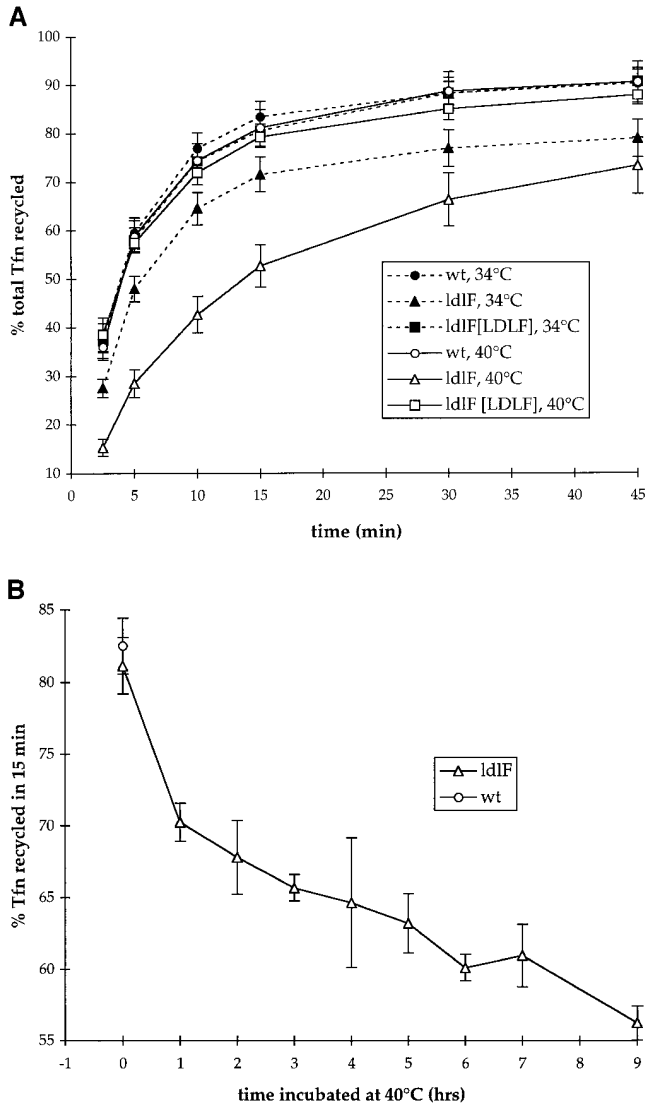 A
100
90
80
70
60
50
40
30
20
10
% total Tfn recycled
wt, 34°C
ldlF, 34°C
ldlF[LDLF], 34°C
wt, 40°C
ldlF, 40°C
ldlF [LDLF], 40°C
0 5 10 15 20 25 30 35 40 45
time (min)
B
85
80
75
70
65
60
55
% Tfn recycled in 15 min
ldlF
wt
-1 0 1 2 3 4 5 6 7 8 9
time incubated at 40°C (hrs)